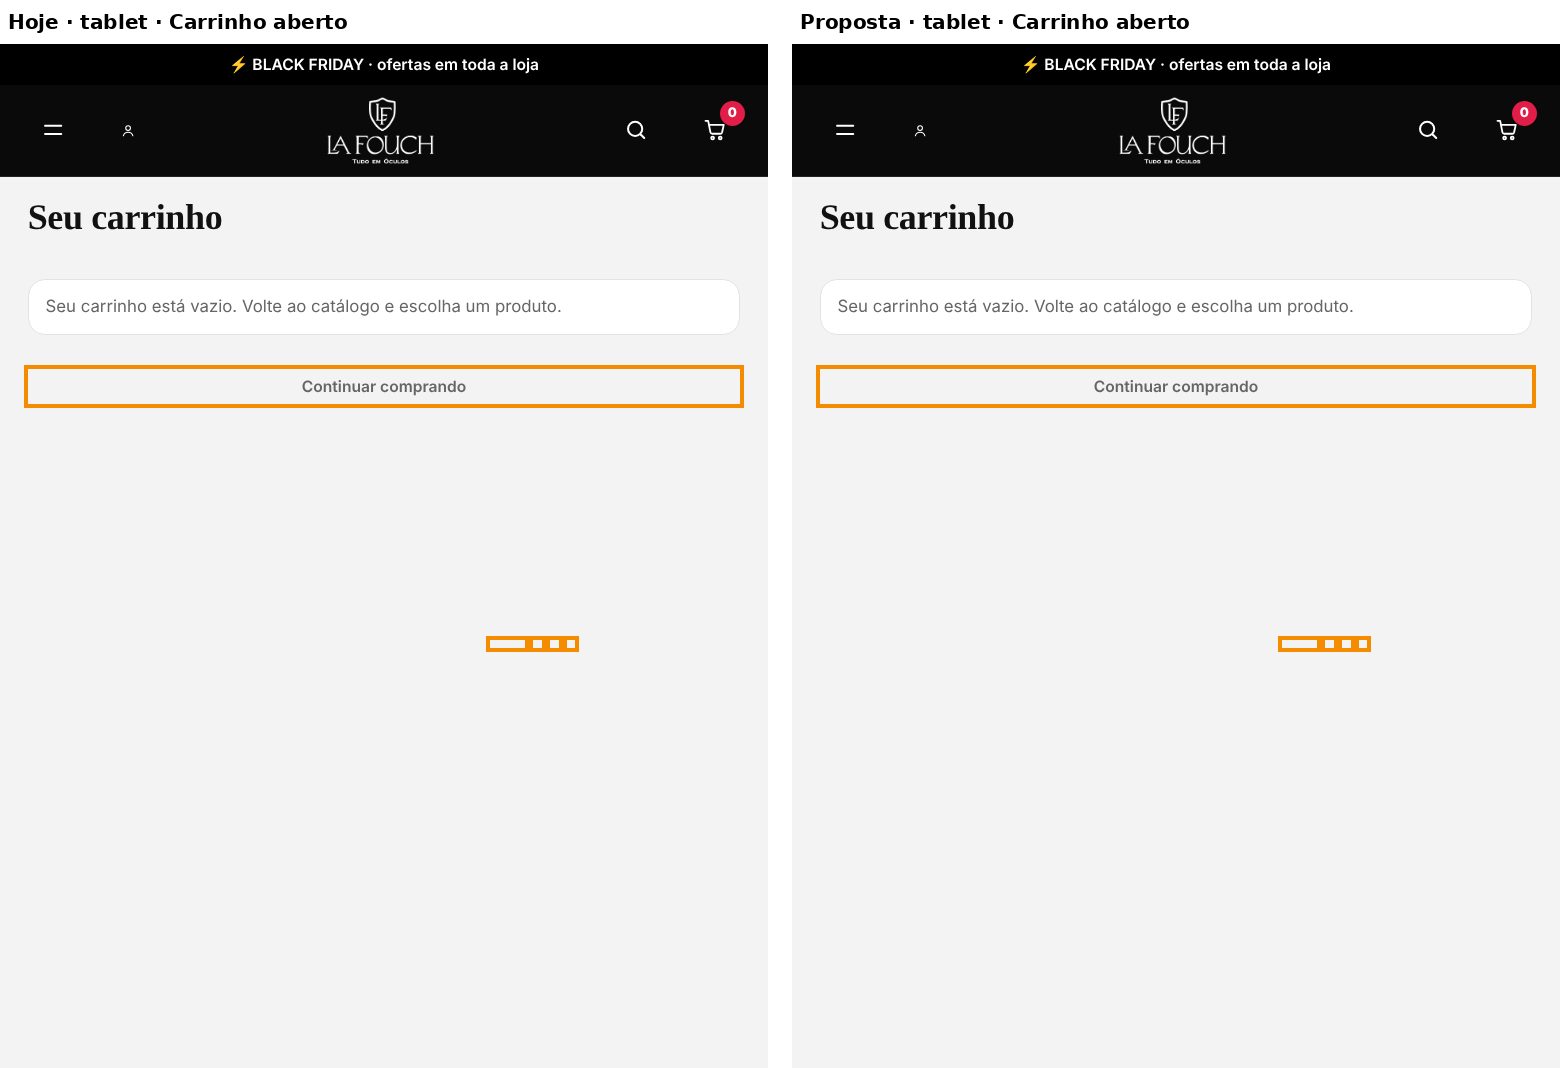 Hoje · tablet · Carrinho aberto
⚡ BLACK FRIDAY · ofertas em toda a loja
LF
LA FOUCH
TUDO EM ÓCULOS
0
Seu carrinho
Seu carrinho está vazio. Volte ao catálogo e escolha um produto.
Continuar comprando
Proposta · tablet · Carrinho aberto
⚡ BLACK FRIDAY · ofertas em toda a loja
LF
LA FOUCH
TUDO EM ÓCULOS
0
Seu carrinho
Seu carrinho está vazio. Volte ao catálogo e escolha um produto.
Continuar comprando